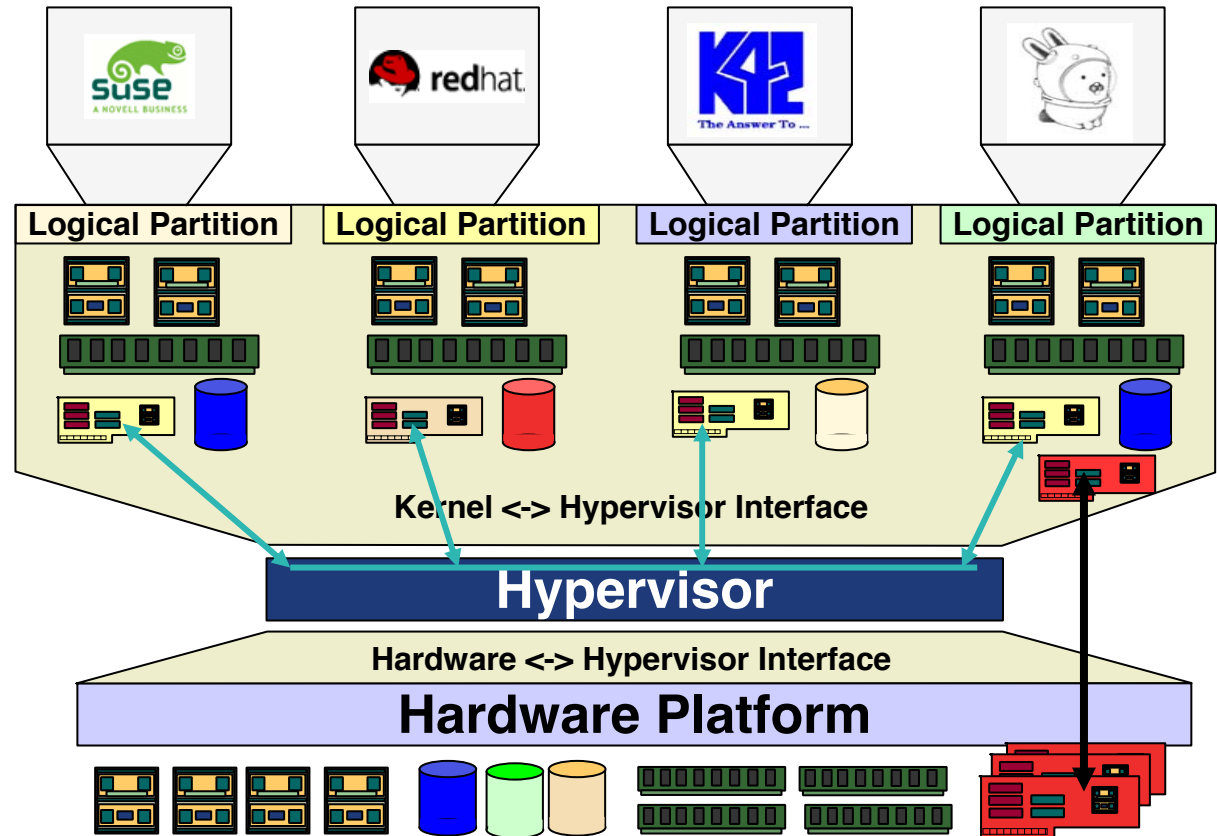 SUSE
A NOVELL BUSINESS
redhat.
K42
The Answer To ...
Logical Partition
Logical Partition
Logical Partition
Logical Partition
Kernel <-> Hypervisor Interface
Hypervisor
Hardware <-> Hypervisor Interface
Hardware Platform